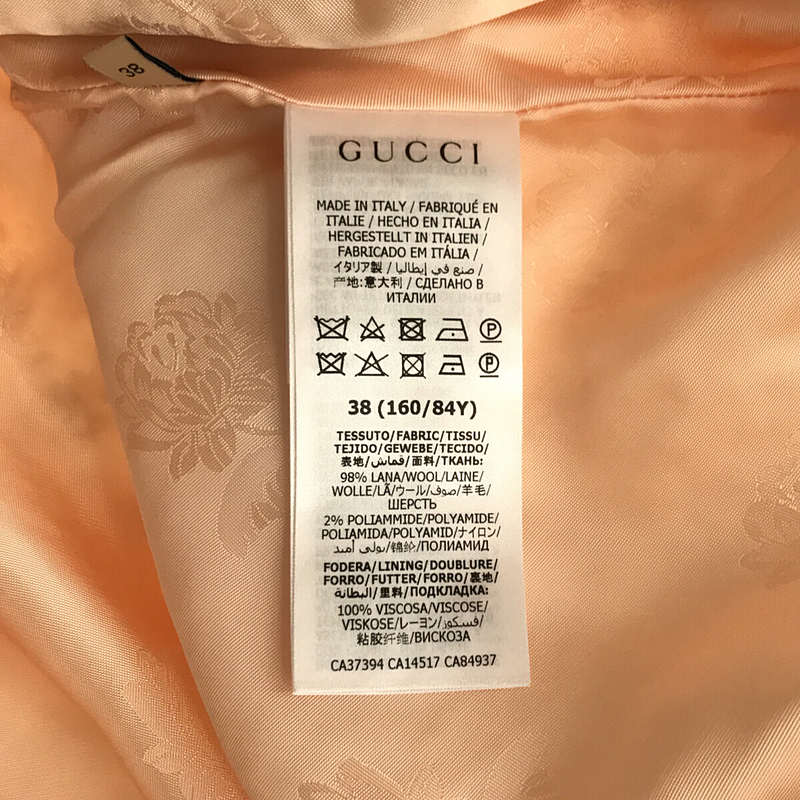 38
GUCCI
MADE IN ITALY / FABRIQUÉ EN
ITALIE / HECHO EN ITALIA /
HERGESTELLT IN ITALIEN /
FABRICADO EM ITÁLIA /
イタリア製 / صنع في إيطاليا /
产地:意大利 / СДЕЛАНО В
ИТАЛИИ
P
P
38 (160/84Y)
TESSUTO/FABRIC/TISSU/
TEJIDO/GEWEBE/TECIDO/
表地/قماش/面料/ТКАНЬ:
98% LANA/WOOL/LAINE/
WOLLE/LÃ/ウール/صوف/羊毛/
ШЕРСТЬ
2% POLIAMMIDE/POLYAMIDE/
POLIAMIDA/POLYAMID/ナイロン/
بولي أميد/锦纶/ПОЛИАМИД
FODERA/LINING/DOUBLURE/
FORRO/FUTTER/FORRO/裏地/
البطانة/里料/ПОДКЛАДКА:
100% VISCOSA/VISCOSE/
VISKOSE/レーヨン/فسكوز/
粘胶纤维/ВИСКОЗА
CA37394 CA14517 CA84937